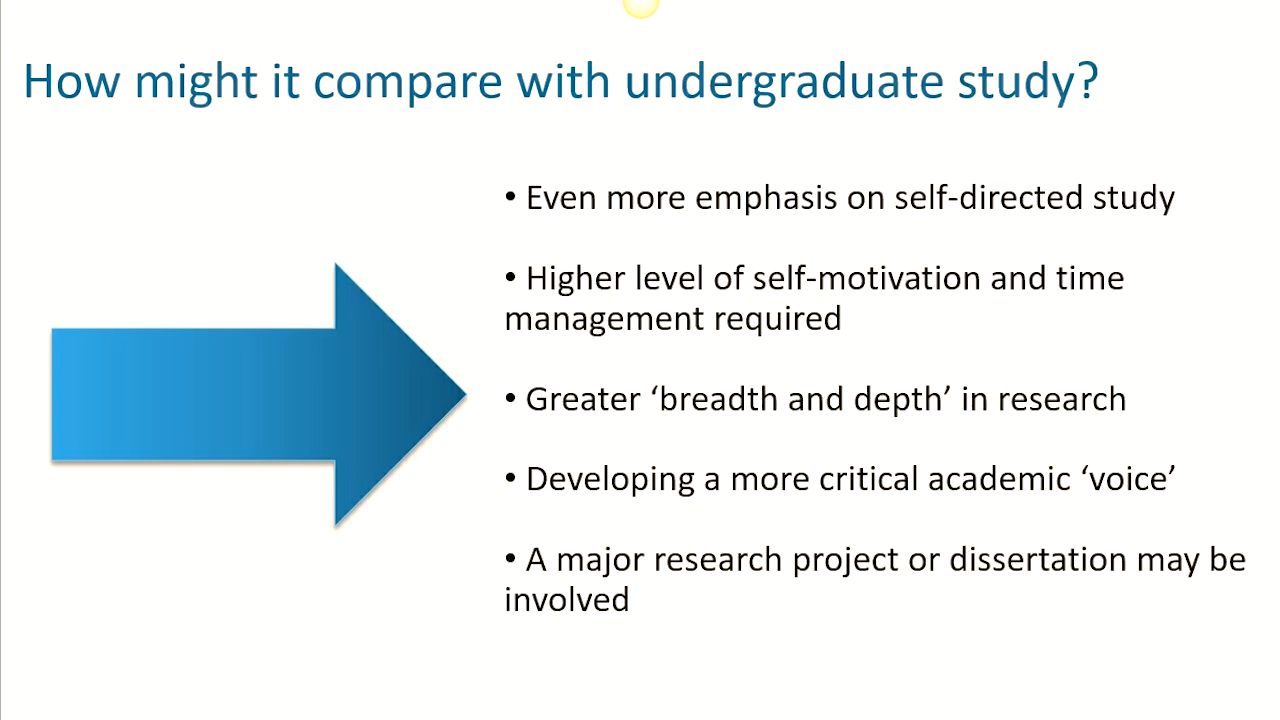 How might it compare with undergraduate study?
• Even more emphasis on self-directed study
• Higher level of self-motivation and time
management required
• Greater ‘breadth and depth’ in research
• Developing a more critical academic ‘voice’
• A major research project or dissertation may be
involved